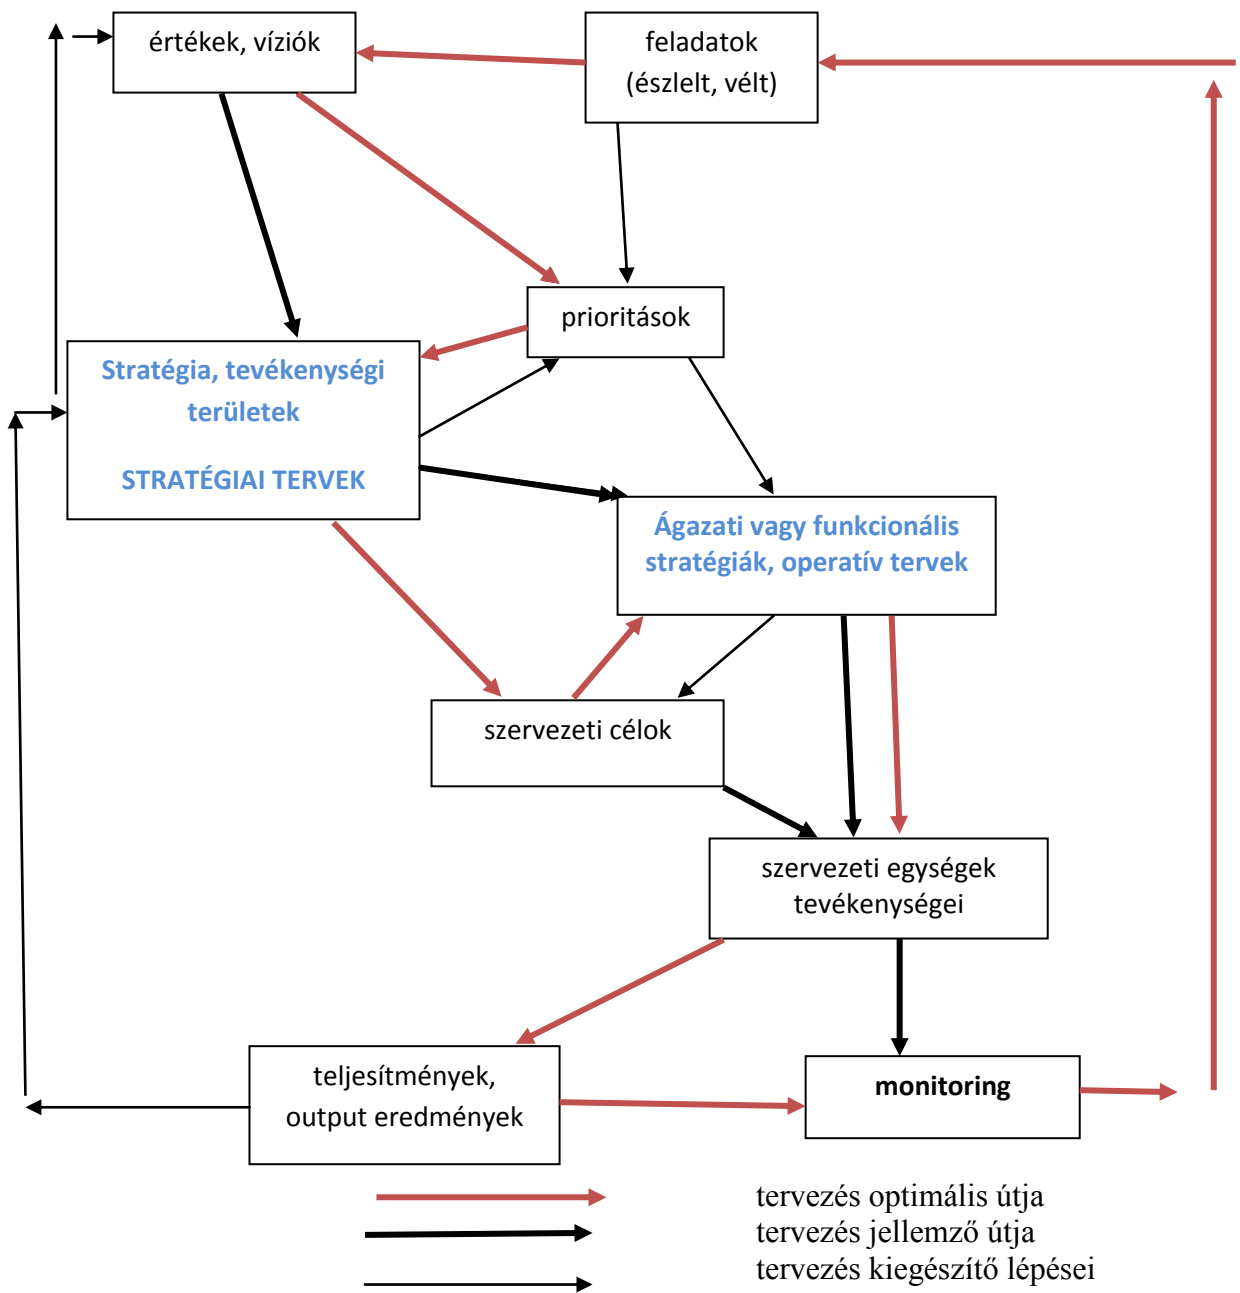 értékek, víziók
feladatok
(észlelt, vélt)
prioritások
Stratégia, tevékenységi
területek
STRATÉGIAI TERVEK
Ágazati vagy funkcionális
stratégiák, operatív tervek
szervezeti célok
szervezeti egységek
tevékenységei
teljesítmények,
output eredmények
monitoring
tervezés optimális útja
tervezés jellemző útja
tervezés kiegészítő lépései